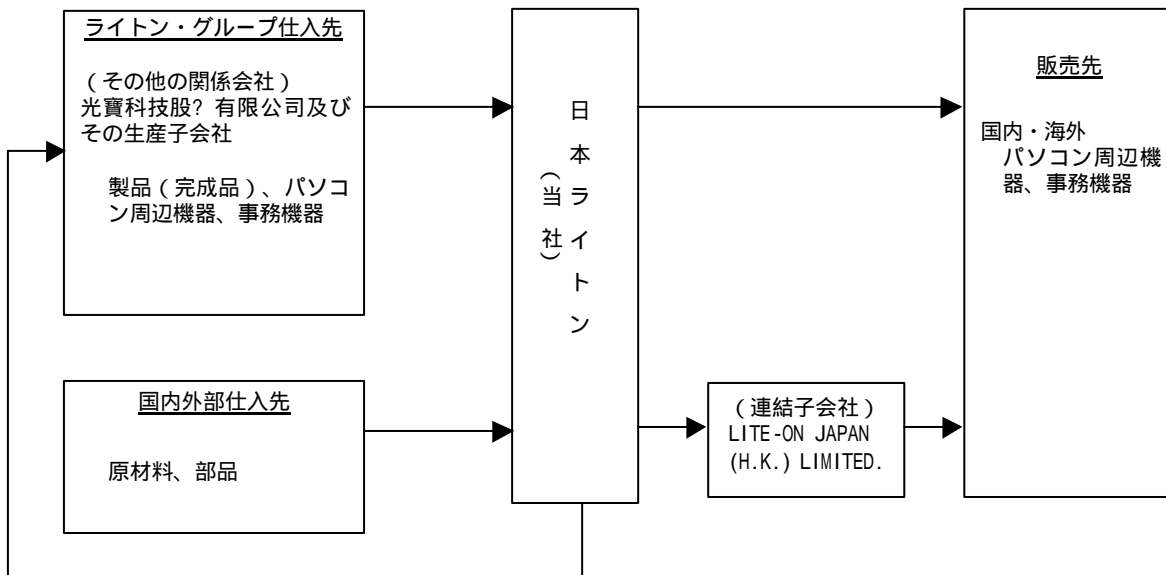 ライトン・グループ仕入先
（その他の関係会社）
光寶科技股? 有限公司及び
その生産子会社
製品（完成品）、パソコ
ン周辺機器、事務機器
国内外部仕入先
原材料、部品
日本ライトン
（当社）
（連結子会社）
LITE-ON JAPAN
(H.K.) LIMITED.
販売先
国内・海外
パソコン周辺機
器、事務機器